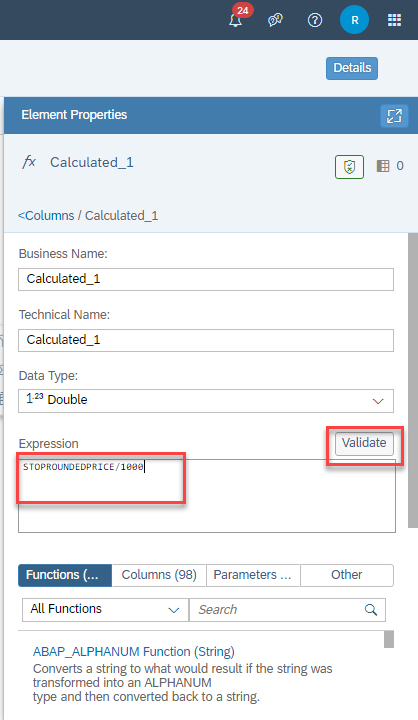 24
R
Details
Element Properties
fx Calculated_1
0
<Columns / Calculated_1
Business Name:
Calculated_1
Technical Name:
Calculated_1
Data Type:
1.23 Double
Expression
Validate
STOPROUNDEDPRICE/1000
Functions (...
Columns (98)
Parameters ...
Other
All Functions
Search
ABAP_ALPHANUM Function (String)
Converts a string to what would result if the string was
transformed into an ALPHANUM
type and then converted back to a string.